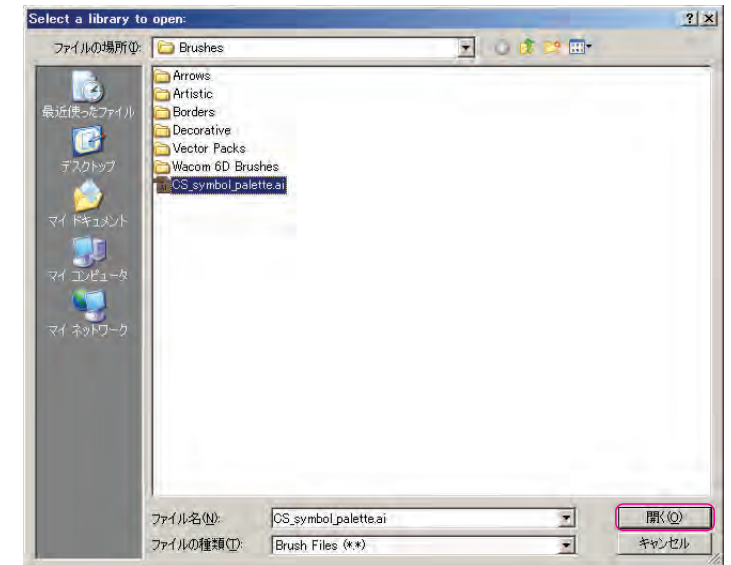 Select a library to open:
ファイルの場所(I):
Brushes
最近使ったファイル
デスクトップ
マイ ドキュメント
マイ コンピュータ
マイ ネットワーク
Arrows
Artistic
Borders
Decorative
Vector Packs
Wacom 6D Brushes
CS_symbol_palette.ai
ファイル名(N):
CS_symbol_palette.ai
開く(O)
ファイルの種類(T):
Brush Files (*.*)
キャンセル